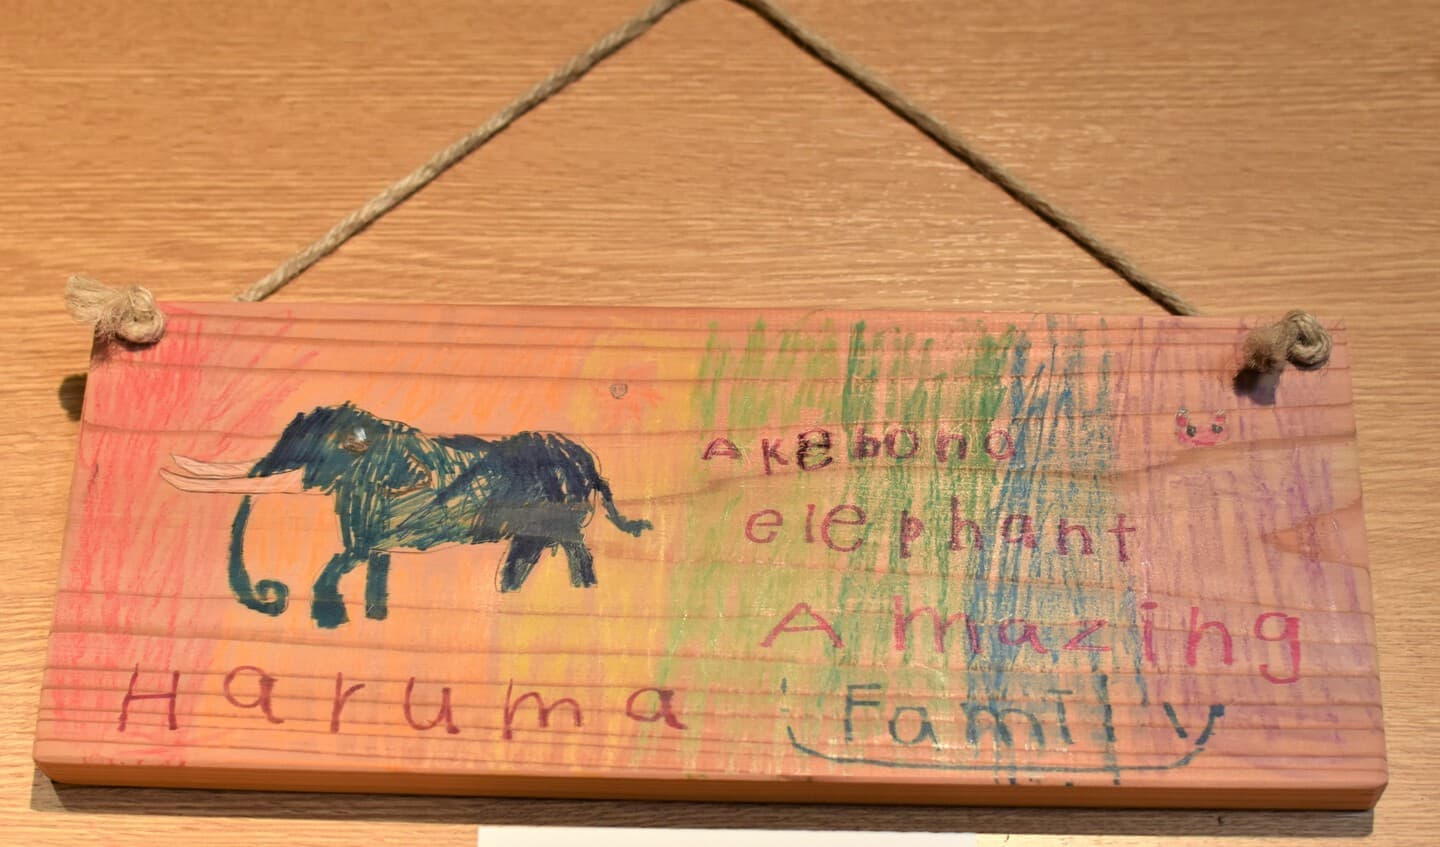 Akebono
elephant
Amazing
Haruma Family